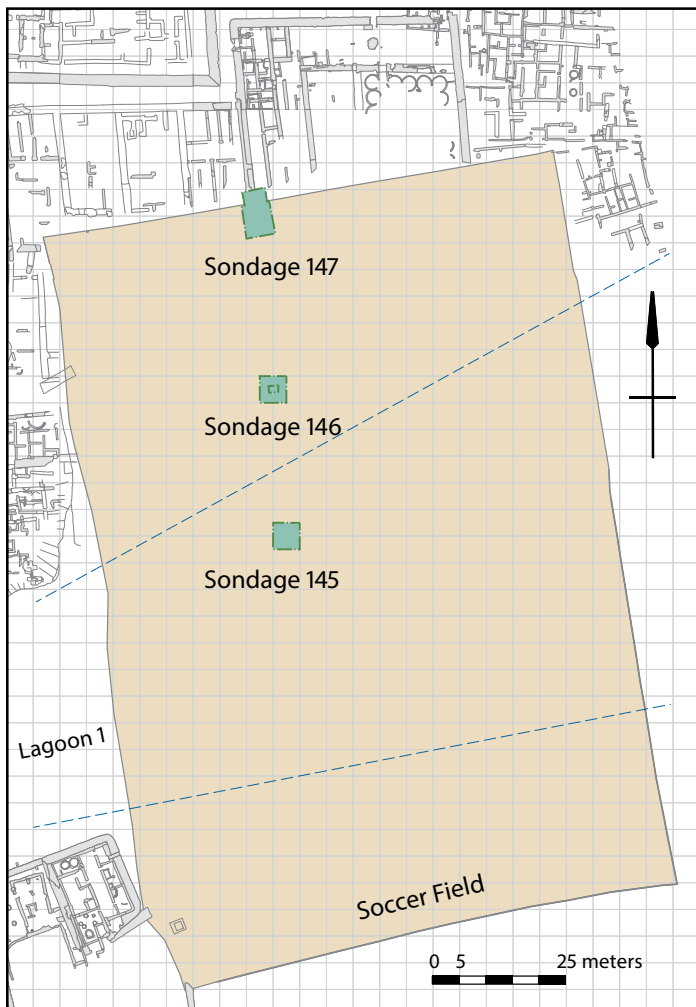 Sondage 147
Sondage 146
Sondage 145
Lagoon 1
Soccer Field
0 5 25 meters